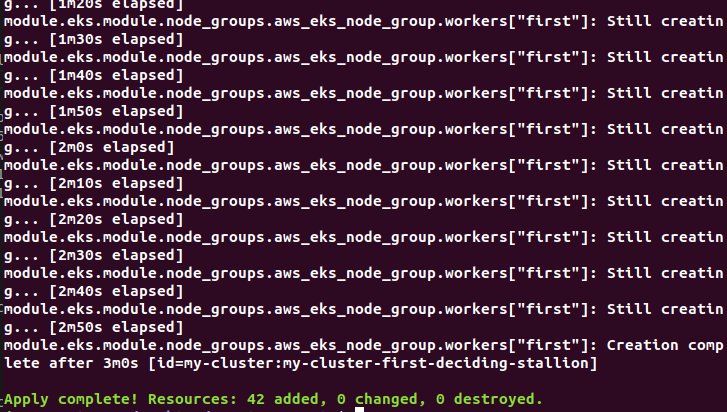 g... [1m20s elapsed]
module.eks.module.node_groups.aws_eks_node_group.workers["first"]: Still creatin
g... [1m30s elapsed]
module.eks.module.node_groups.aws_eks_node_group.workers["first"]: Still creatin
g... [1m40s elapsed]
module.eks.module.node_groups.aws_eks_node_group.workers["first"]: Still creatin
g... [1m50s elapsed]
module.eks.module.node_groups.aws_eks_node_group.workers["first"]: Still creatin
g... [2m0s elapsed]
module.eks.module.node_groups.aws_eks_node_group.workers["first"]: Still creatin
g... [2m10s elapsed]
module.eks.module.node_groups.aws_eks_node_group.workers["first"]: Still creatin
g... [2m20s elapsed]
module.eks.module.node_groups.aws_eks_node_group.workers["first"]: Still creatin
g... [2m30s elapsed]
module.eks.module.node_groups.aws_eks_node_group.workers["first"]: Still creatin
g... [2m40s elapsed]
module.eks.module.node_groups.aws_eks_node_group.workers["first"]: Still creatin
g... [2m50s elapsed]
module.eks.module.node_groups.aws_eks_node_group.workers["first"]: Creation comp
lete after 3m0s [id=my-cluster:my-cluster-first-deciding-stallion]
Apply complete! Resources: 42 added, 0 changed, 0 destroyed.